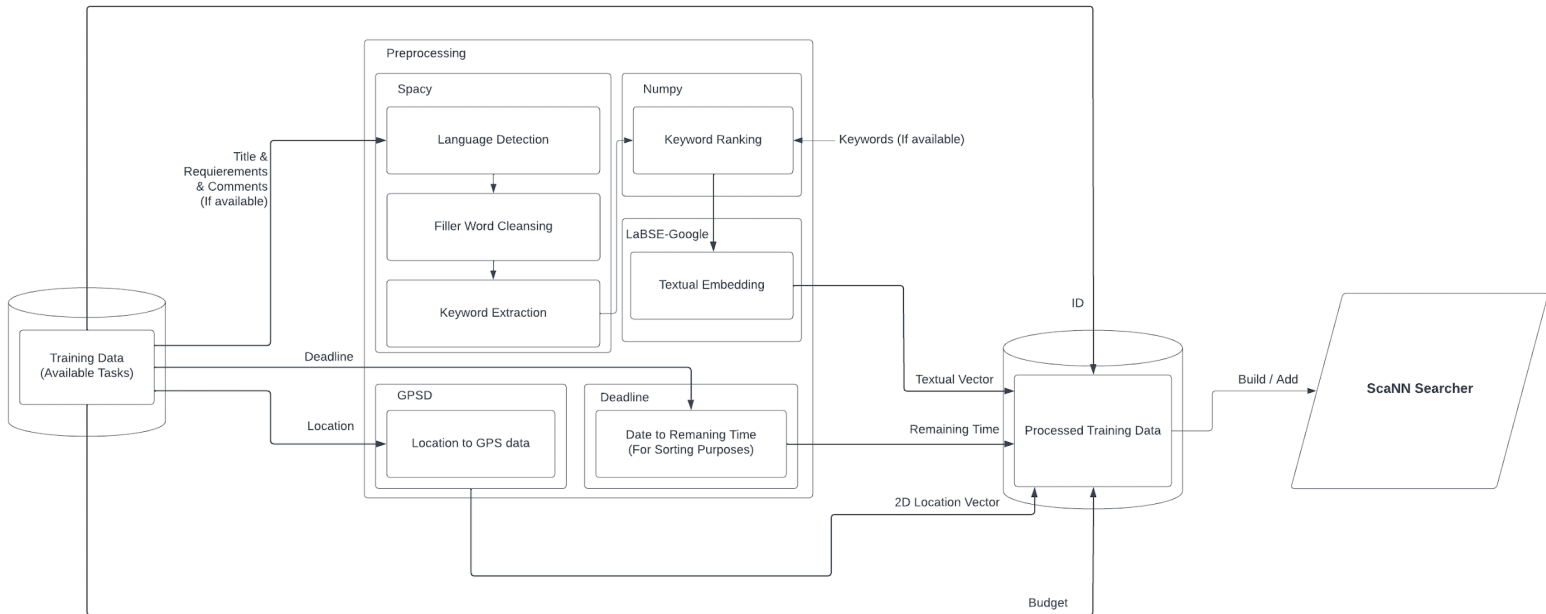 Preprocessing
Spacy
Numpy
Language Detection
Keyword Ranking
Keywords (If available)
Title &
Requierements
& Comments
(If available)
Filler Word Cleansing
LaBSE-Google
Keyword Extraction
Textual Embedding
ID
Training Data
(Available Tasks)
Deadline
Textual Vector
Build / Add
ScaNN Searcher
GPSD
Deadline
Location
Location to GPS data
Date to Remaning Time
(For Sorting Purposes)
Remaining Time
Processed Training Data
2D Location Vector
Budget